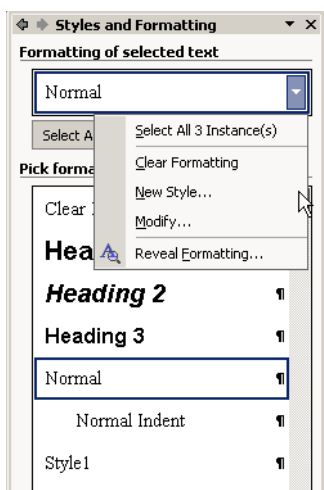 Styles and Formatting
Formatting of selected text
Normal
Select A
Select All 3 Instance(s)
Clear Formatting
New Style...
Modify...
Reveal Formatting...
Pick forma
Clear
Hea
Heading 2 ¶
Heading 3 ¶
Normal ¶
Normal Indent ¶
Style1 ¶